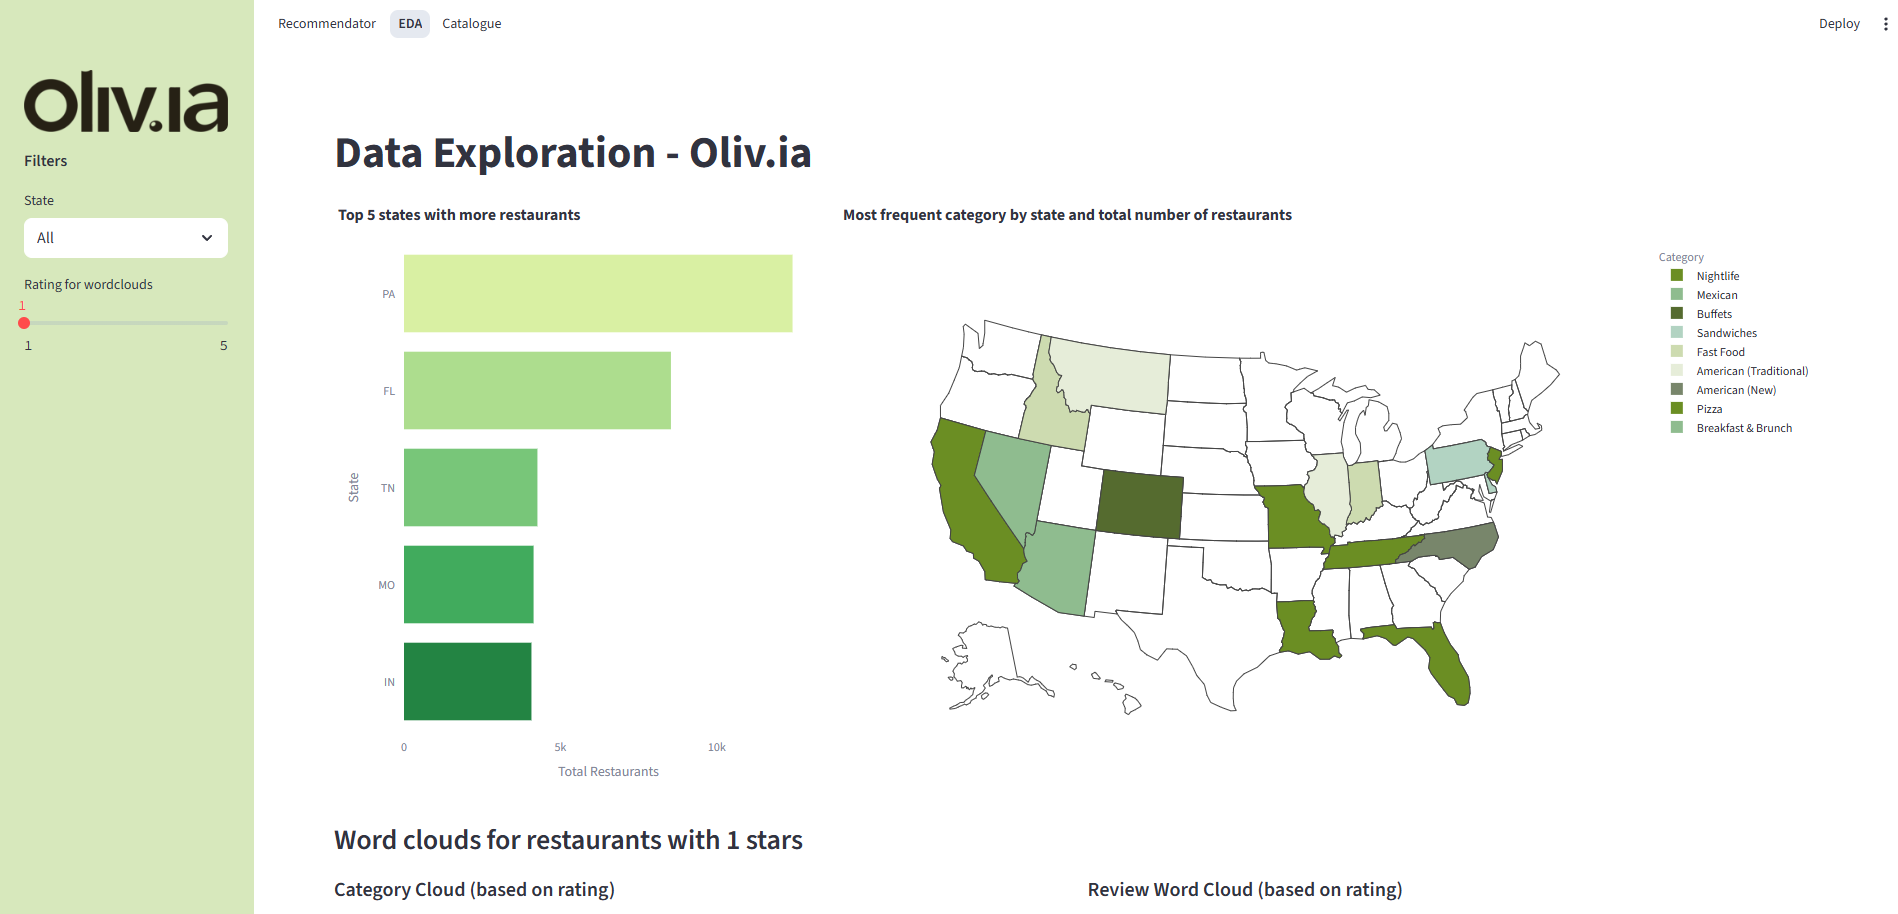 Recommendator EDA Catalogue Deploy
Oliv.ia
Filters
State
All
Rating for wordclouds
1
1 5
Data Exploration - Oliv.ia
Top 5 states with more restaurants
PA
FL
TN
MO
IN
State
0 5k 10k
Total Restaurants
Most frequent category by state and total number of restaurants
Category
Nightlife
Mexican
Buffets
Sandwiches
Fast Food
American (Traditional)
American (New)
Pizza
Breakfast & Brunch
Word clouds for restaurants with 1 stars
Category Cloud (based on rating)
Review Word Cloud (based on rating)